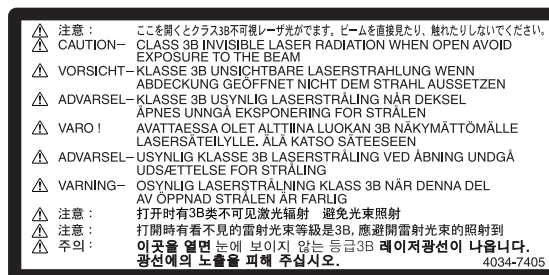 注意： ここを開くとクラス3B不可視レーザ光がでます。ビームを直接見たり、触れたりしないでください。
CAUTION– CLASS 3B INVISIBLE LASER RADIATION WHEN OPEN AVOID
EXPOSURE TO THE BEAM
VORSICHT– KLASSE 3B UNSICHTBARE LASERSTRAHLUNG WENN
ABDECKUNG GEÖFFNET NICHT DEM STRAHL AUSSETZEN
ADVARSEL– KLASSE 3B USYNLIG LASERSTRÅLING NÅR DEKSEL
ÅPNES UNNGÅ EKSPONERING FOR STRÅLEN
VARO ! AVATTAESSA OLET ALTTIINA LUOKAN 3B NÄKYMÄTTÖMÄLLE
LASERSÄTEILYLLE. ÄLÄ KATSO SÄTEESEEN
ADVARSEL– USYNLIG KLASSE 3B LASERSTRÅLING VED ÅBNING UNDGÅ
UDSÆTTELSE FOR STRÅLING
VARNING– OSYNLIG LASERSTRÅLNING KLASS 3B NÄR DENNA DEL
AV ÖPPNAD STRÅLEN ÄR FARLIG
注意： 打开时有3B类不可见激光辐射 避免光束照射
注意： 打開時有看不見的雷射光束等級是3B, 應避開雷射光束的照射到
주의 : 이곳을 열면 눈에 보이지 않는 등급3B 레이저광선이 나옵니다.
광선에의 노출을 피해 주십시오. 4034-7405